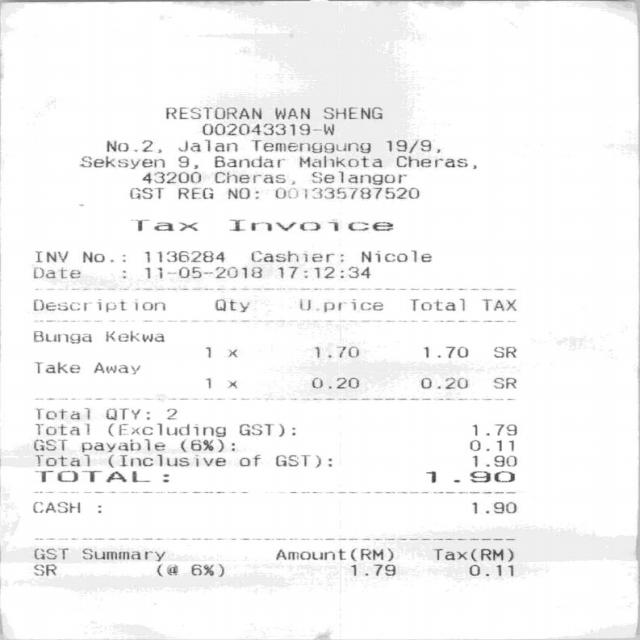 RESTORAN WAN SHENG
002043319-W
No.2, Jalan Temenggung 19/9,
Seksyen 9, Bandar Mahkota Cheras,
43200 Cheras, Selangor
GST REG NO: 001335787520
Tax Invoice
INV No.: 1136284 Cashier: Nicole
Date : 11-05-2018 17:12:34
Description Qty U.price Total TAX
Bunga Kekwa
1 x 1.70 1.70 SR
Take Away
1 x 0.20 0.20 SR
Total QTY: 2
Total (Excluding GST): 1.79
GST payable (6%): 0.11
Total (Inclusive of GST): 1.90
TOTAL: 1.90
CASH : 1.90
GST Summary Amount(RM) Tax(RM)
SR (@ 6%) 1.79 0.11